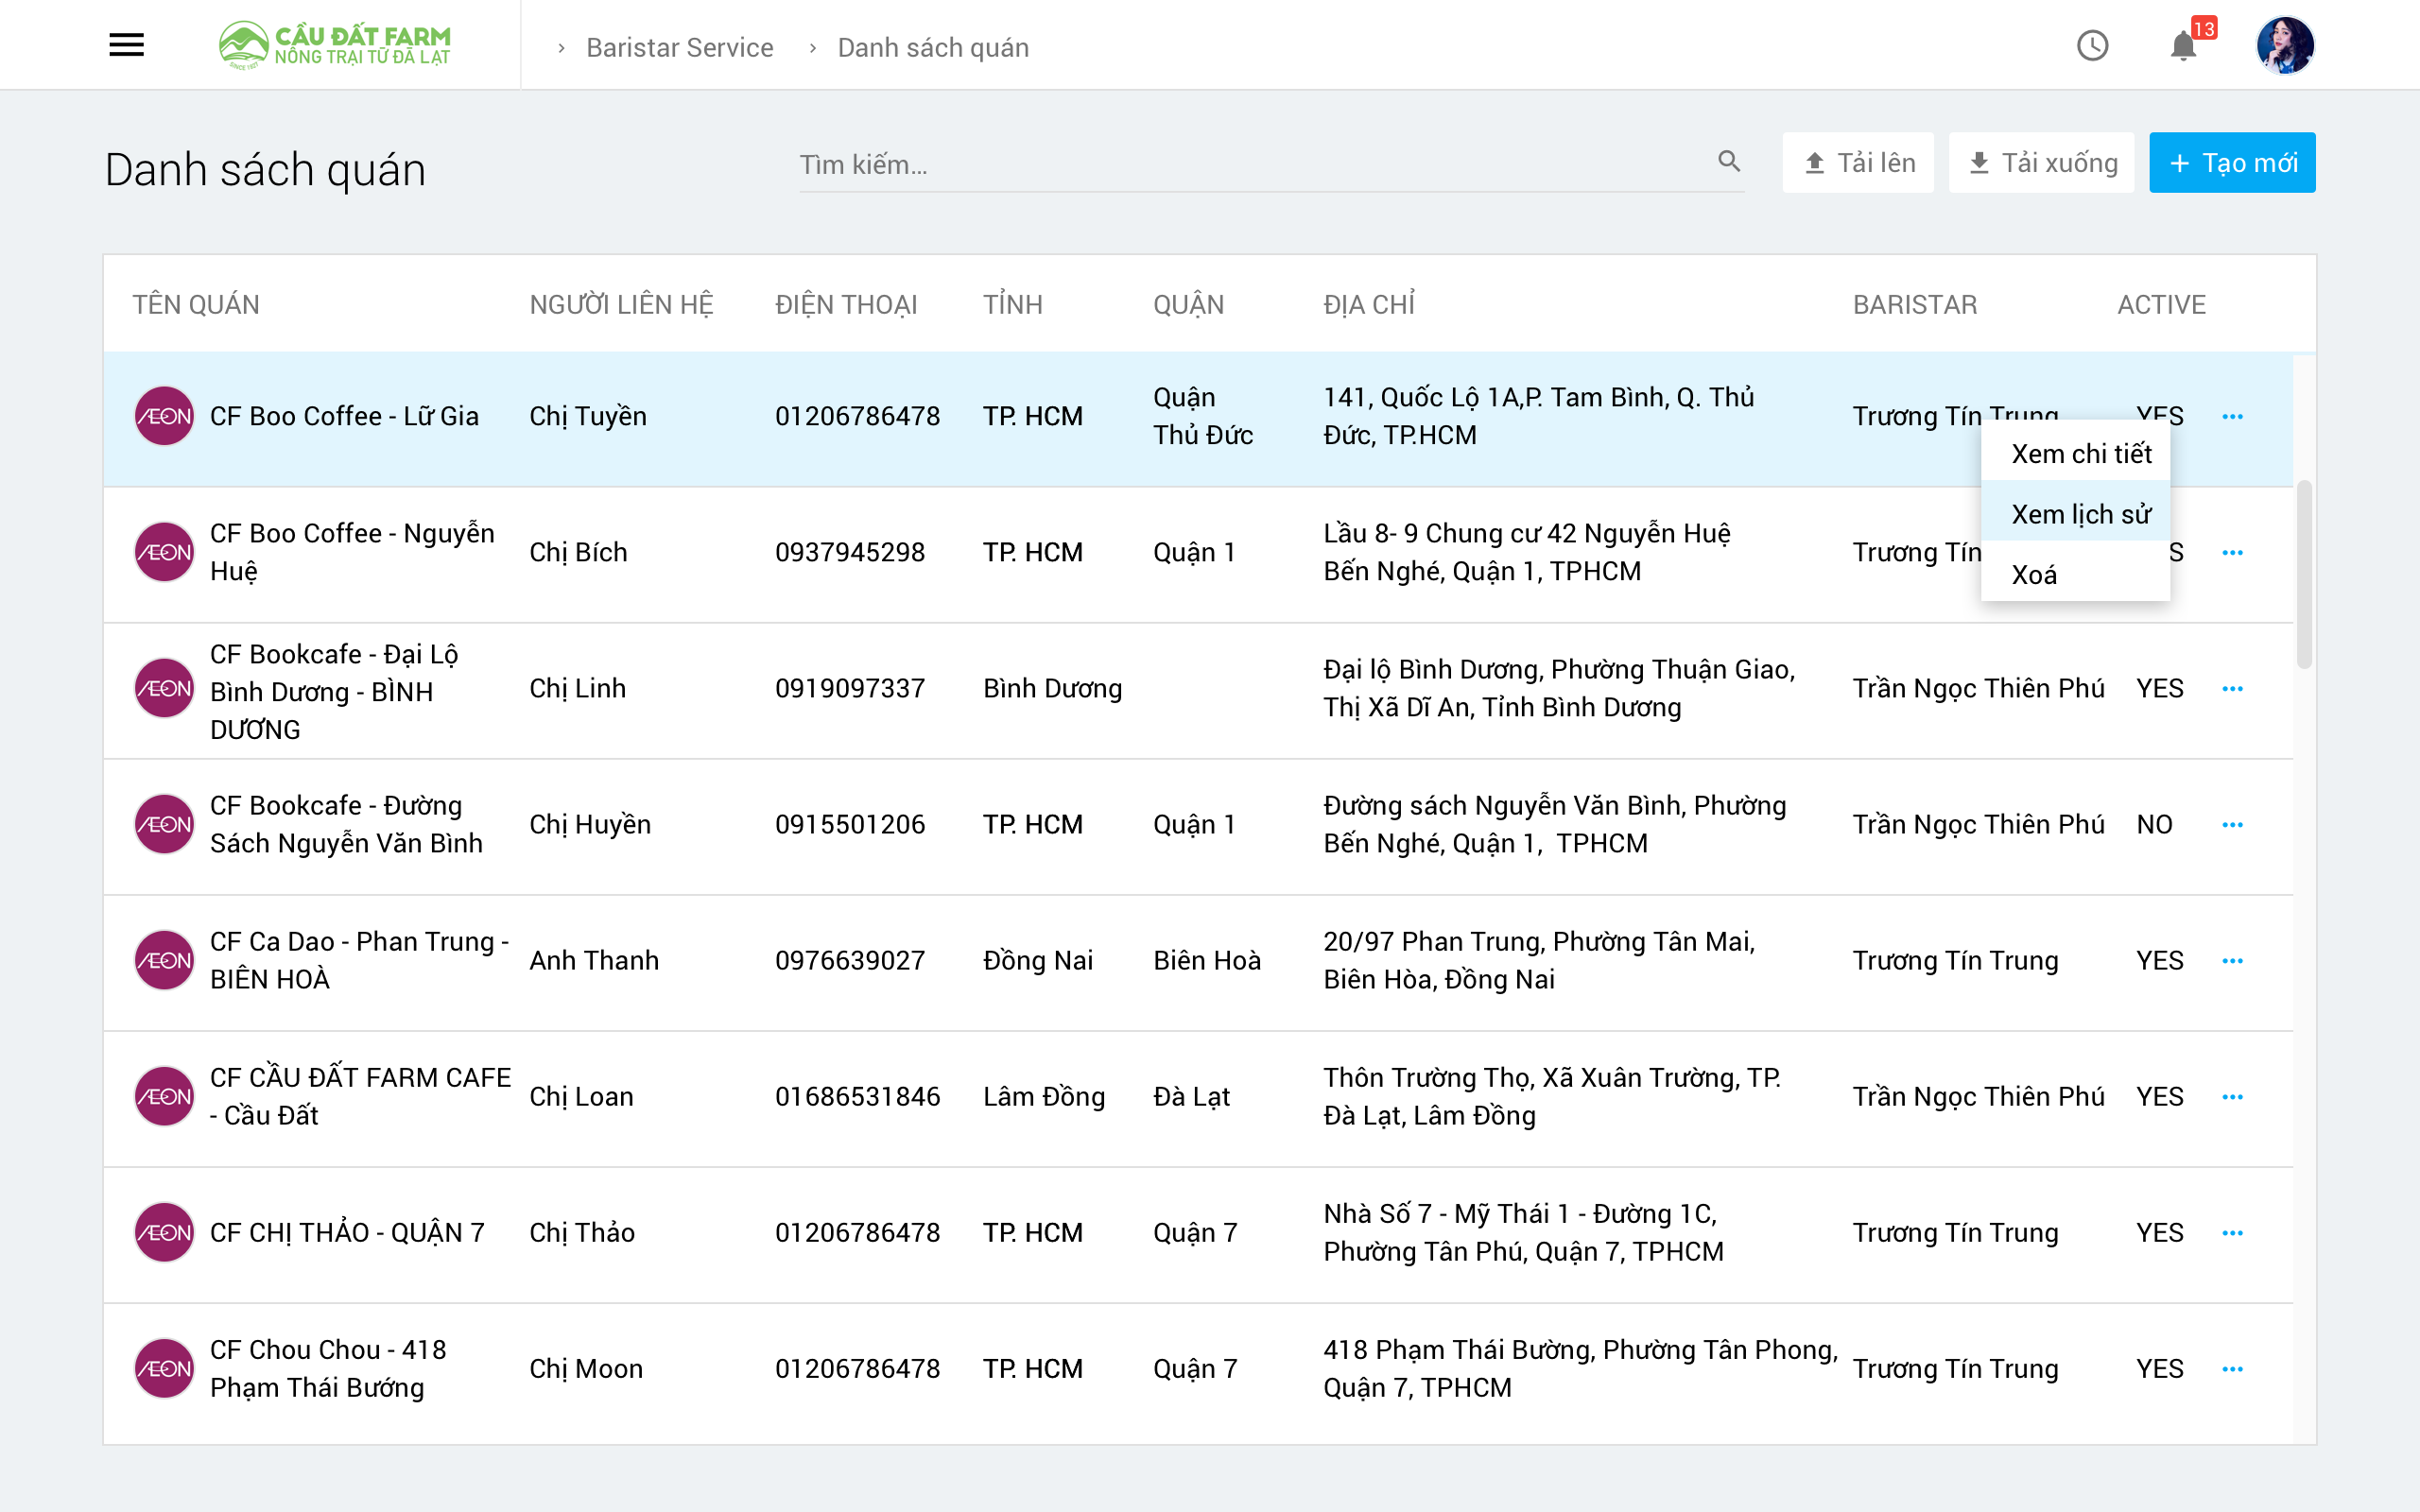 CẦU ĐẤT FARM
NÔNG TRẠI TỪ ĐÀ LẠT
SINCE 1927
› Baristar Service › Danh sách quán
13
Danh sách quán
Tìm kiếm...
Tải lên
Tải xuống
+ Tạo mới
TÊN QUÁN NGƯỜI LIÊN HỆ ĐIỆN THOẠI TỈNH QUẬN ĐỊA CHỈ BARISTAR ACTIVE
ÆON CF Boo Coffee - Lữ Gia Chị Tuyền 01206786478 TP. HCM
Quận
Thủ Đức
141, Quốc Lộ 1A,P. Tam Bình, Q. Thủ
Đức, TP.HCM
Trương Tín Trung YES
Xem chi tiết
Xem lịch sử
Xoá
ÆON
CF Boo Coffee - Nguyễn
Huệ
Chị Bích 0937945298 TP. HCM Quận 1
Lầu 8- 9 Chung cư 42 Nguyễn Huệ
Bến Nghé, Quận 1, TPHCM
Trương Tín S
ÆON
CF Bookcafe - Đại Lộ
Bình Dương - BÌNH
DƯƠNG
Chị Linh 0919097337 Bình Dương
Đại lộ Bình Dương, Phường Thuận Giao,
Thị Xã Dĩ An, Tỉnh Bình Dương
Trần Ngọc Thiên Phú YES
ÆON
CF Bookcafe - Đường
Sách Nguyễn Văn Bình
Chị Huyền 0915501206 TP. HCM Quận 1
Đường sách Nguyễn Văn Bình, Phường
Bến Nghé, Quận 1, TPHCM
Trần Ngọc Thiên Phú NO
ÆON
CF Ca Dao - Phan Trung -
BIÊN HOÀ
Anh Thanh 0976639027 Đồng Nai Biên Hoà
20/97 Phan Trung, Phường Tân Mai,
Biên Hòa, Đồng Nai
Trương Tín Trung YES
ÆON
CF CẦU ĐẤT FARM CAFE
- Cầu Đất
Chị Loan 01686531846 Lâm Đồng Đà Lạt
Thôn Trường Thọ, Xã Xuân Trường, TP.
Đà Lạt, Lâm Đồng
Trần Ngọc Thiên Phú YES
ÆON CF CHỊ THẢO - QUẬN 7 Chị Thảo 01206786478 TP. HCM Quận 7
Nhà Số 7 - Mỹ Thái 1 - Đường 1C,
Phường Tân Phú, Quận 7, TPHCM
Trương Tín Trung YES
ÆON
CF Chou Chou - 418
Phạm Thái Bướng
Chị Moon 01206786478 TP. HCM Quận 7
418 Phạm Thái Bường, Phường Tân Phong,
Quận 7, TPHCM
Trương Tín Trung YES